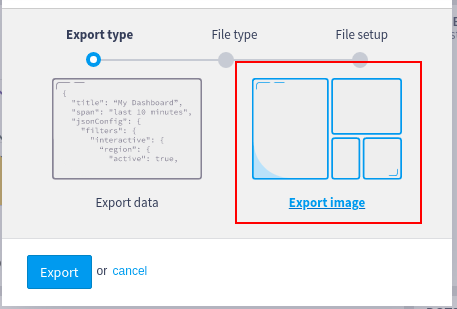 Export type
File type
File setup
{
"title": "My Dashboard",
"span": "last 10 minutes",
"jsonConfig": {
"filters": {
"interactive": {
"region": {
"active": true,
Export data
Export image
Export or cancel